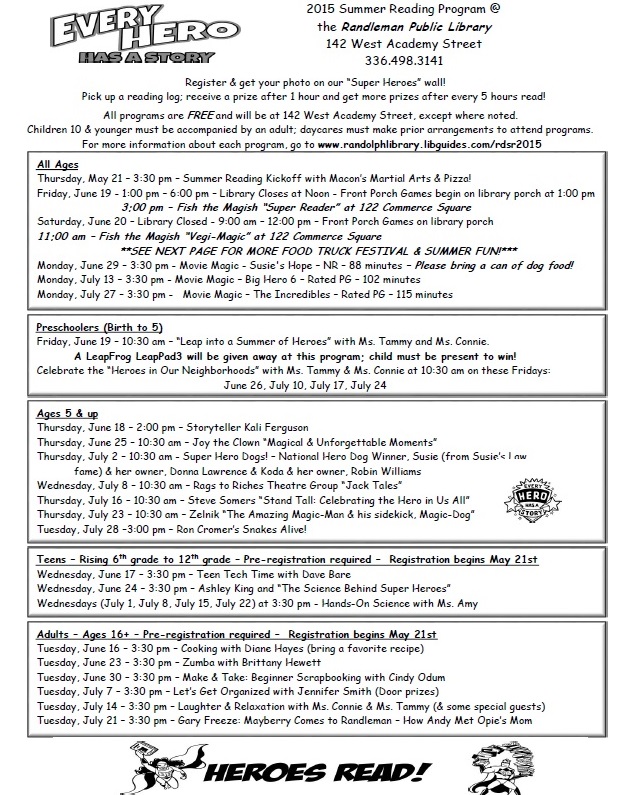 EVERY
HERO
HAS A STORY
2015 Summer Reading Program @
the Randleman Public Library
142 West Academy Street
336.498.3141
Register & get your photo on our "Super Heroes" wall!
Pick up a reading log; receive a prize after 1 hour and get more prizes after every 5 hours read!
All programs are FREE and will be at 142 West Academy Street, except where noted.
Children 10 & younger must be accompanied by an adult; daycares must make prior arrangements to attend programs.
For more information about each program, go to www.randolphlibrary.libguides.com/rdsr2015
All Ages
Thursday, May 21 – 3:30 pm – Summer Reading Kickoff with Macon's Martial Arts & Pizza!
Friday, June 19 - 1:00 pm – 6:00 pm – Library Closes at Noon - Front Porch Games begin on library porch at 1:00 pm
3;00 pm – Fish the Magish "Super Reader" at 122 Commerce Square
Saturday, June 20 – Library Closed - 9:00 am – 12:00 pm – Front Porch Games on library porch
11;00 am – Fish the Magish "Vegi-Magic" at 122 Commerce Square
**SEE NEXT PAGE FOR MORE FOOD TRUCK FESTIVAL & SUMMER FUN!***
Monday, June 29 – 3:30 pm - Movie Magic - Susie's Hope – NR – 88 minutes – Please bring a can of dog food!
Monday, July 13 – 3:30 pm - Movie Magic – Big Hero 6 – Rated PG – 102 minutes
Monday, July 27 – 3:30 pm - Movie Magic – The Incredibles – Rated PG – 115 minutes
Preschoolers (Birth to 5)
Friday, June 19 – 10:30 am – "Leap into a Summer of Heroes" with Ms. Tammy and Ms. Connie.
A LeapFrog LeapPad3 will be given away at this program; child must be present to win!
Celebrate the "Heroes in Our Neighborhoods" with Ms. Tammy & Ms. Connie at 10:30 am on these Fridays:
June 26, July 10, July 17, July 24
Ages 5 & up
Thursday, June 18 – 2:00 pm – Storyteller Kali Ferguson
Thursday, June 25 – 10:30 am – Joy the Clown "Magical & Unforgettable Moments"
Thursday, July 2 – 10:30 am - Super Hero Dogs! – National Hero Dog Winner, Susie (from Susie's Law
fame) & her owner, Donna Lawrence & Koda & her owner, Robin Williams
Wednesday, July 8 – 10:30 am – Rags to Riches Theatre Group "Jack Tales"
Thursday, July 16 – 10:30 am – Steve Somers "Stand Tall: Celebrating the Hero in Us All"
Thursday, July 23 – 10:30 am – Zelnik "The Amazing Magic-Man & his sidekick, Magic-Dog"
Tuesday, July 28 –3:00 pm – Ron Cromer's Snakes Alive!
EVERY
HERO
HAS A
STORY
Teens – Rising 6th grade to 12th grade – Pre-registration required – Registration begins May 21st
Wednesday, June 17 – 3:30 pm – Teen Tech Time with Dave Bare
Wednesday, June 24 – 3:30 pm – Ashley King and "The Science Behind Super Heroes"
Wednesdays (July 1, July 8, July 15, July 22) at 3:30 pm - Hands-On Science with Ms. Amy
Adults – Ages 16+ – Pre-registration required – Registration begins May 21st
Tuesday, June 16 – 3:30 pm – Cooking with Diane Hayes (bring a favorite recipe)
Tuesday, June 23 – 3:30 pm – Zumba with Brittany Hewett
Tuesday, June 30 – 3:30 pm – Make & Take: Beginner Scrapbooking with Cindy Odum
Tuesday, July 7 – 3:30 pm – Let's Get Organized with Jennifer Smith (Door prizes)
Tuesday, July 14 – 3:30 pm – Laughter & Relaxation with Ms. Connie & Ms. Tammy (& some special guests)
Tuesday, July 21 – 3:30 pm – Gary Freeze: Mayberry Comes to Randleman – How Andy Met Opie's Mom
HEROES READ!